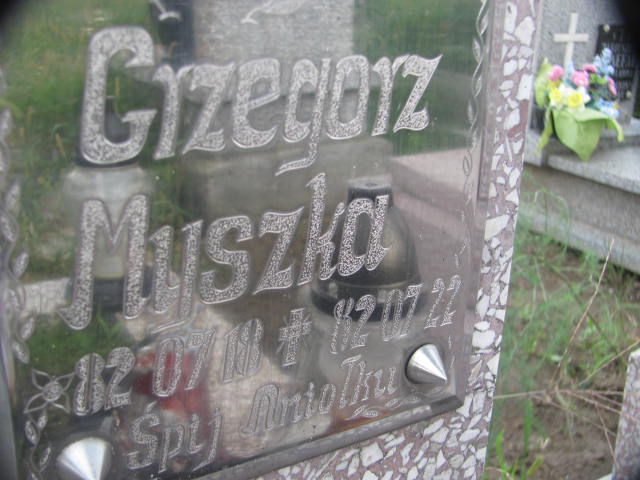 Grzegorz
Myszka
82 07 18 + 82 07 22
Śpij Aniołku